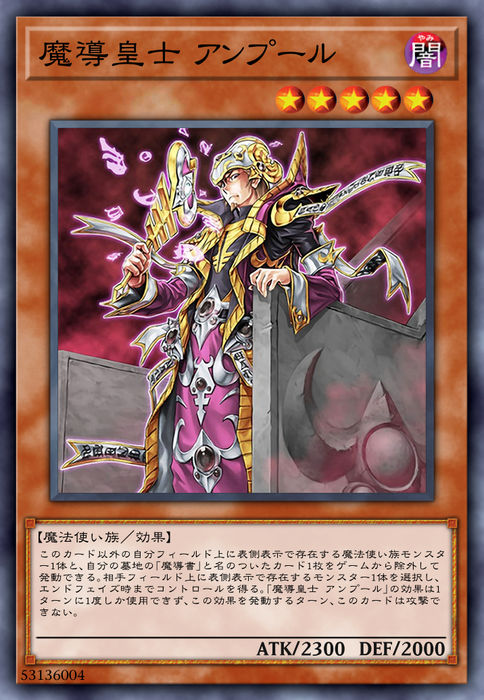 魔導皇士 アンプール
やみ
闇
【魔法使い族／効果】
このカード以外の自分フィールド上に表側表示で存在する魔法使い族モンスタ
ー1体と、自分の墓地の「魔導書」と名のついたカード1枚をゲームから除外して
発動できる。相手フィールド上に表側表示で存在するモンスター1体を選択し、
エンドフェイズ時までコントロールを得る。「魔導皇士 アンプール」の効果は1
ターンに1度しか使用できず、この効果を発動するターン、このカードは攻撃で
きない。
ATK/2300 DEF/2000
53136004